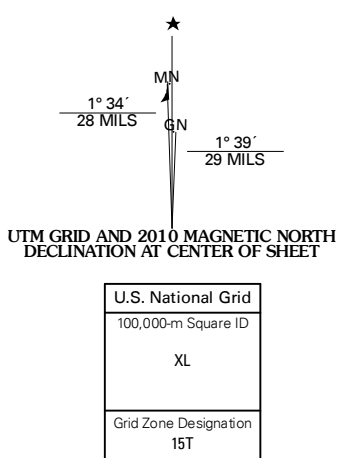 MN
1° 34´
28 MILS
GN
1° 39´
29 MILS
UTM GRID AND 2010 MAGNETIC NORTH
DECLINATION AT CENTER OF SHEET
U.S. National Grid
100,000-m Square ID
XL
Grid Zone Designation
15T